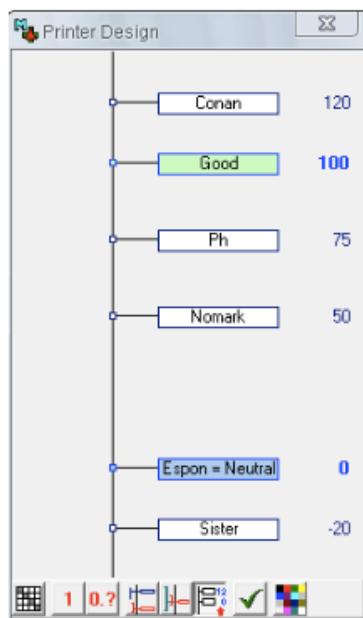 Printer Design
Conan 120
Good 100
Ph 75
Nomark 50
Espon = Neutral 0
Sister -20
1 0.?